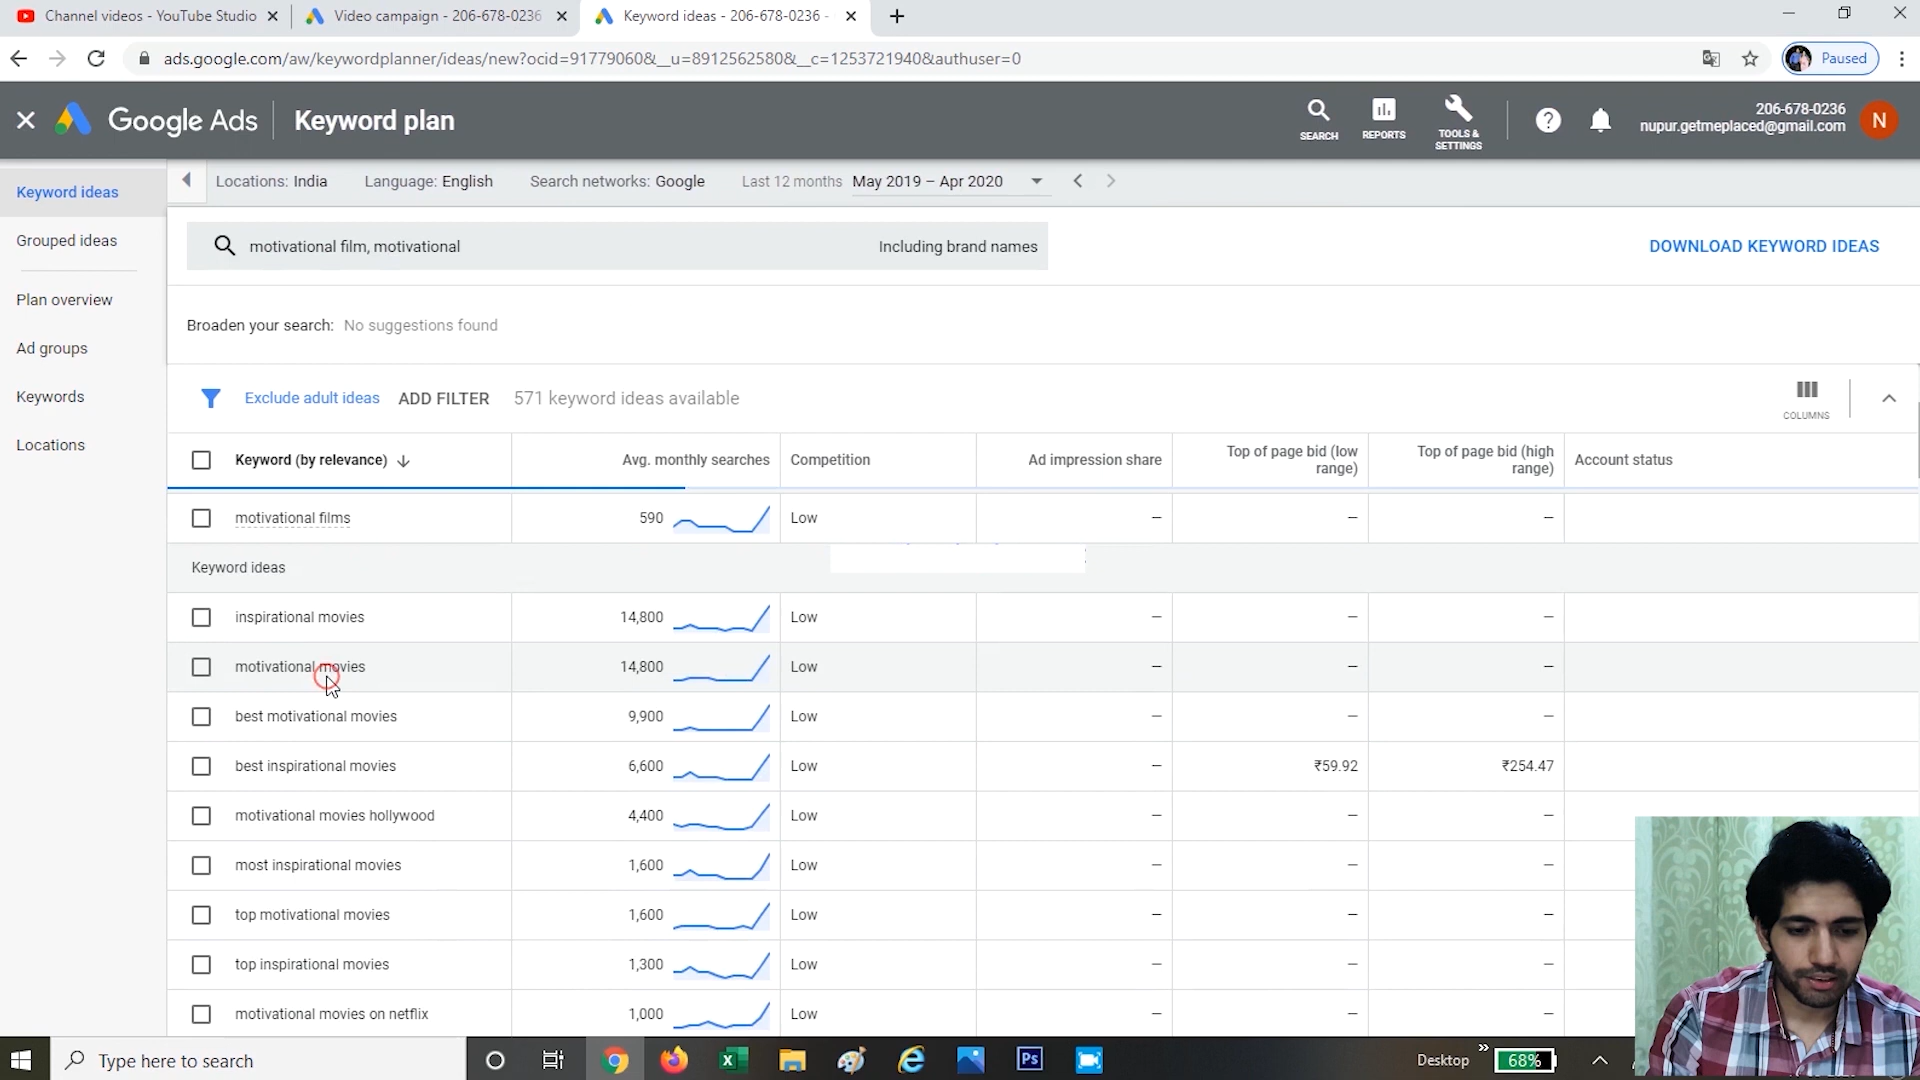 Channel videos - YouTube Studio
Video campaign - 206-678-0236
Keyword ideas - 206-678-0236 -
ads.google.com/aw/keywordplanner/ideas/new?ocid=91779060&__u=8912562580&__c=1253721940&authuser=0
Paused
Google Ads
Keyword plan
SEARCH
REPORTS
TOOLS &
SETTINGS
206-678-0236
nupur.getmeplaced@gmail.com
N
Keyword ideas
Grouped ideas
Plan overview
Ad groups
Keywords
Locations
Locations: India
Language: English
Search networks: Google
Last 12 months May 2019 – Apr 2020
motivational film, motivational
Including brand names
DOWNLOAD KEYWORD IDEAS
Broaden your search: No suggestions found
Exclude adult ideas
ADD FILTER
571 keyword ideas available
COLUMNS
Keyword (by relevance)
Avg. monthly searches
Competition
Ad impression share
Top of page bid (low
range)
Top of page bid (high
range)
Account status
motivational films 590 Low – – –
Keyword ideas
inspirational movies 14,800 Low – – –
motivational movies 14,800 Low – – –
best motivational movies 9,900 Low – – –
best inspirational movies 6,600 Low – ₹59.92 ₹254.47
motivational movies hollywood 4,400 Low – – –
most inspirational movies 1,600 Low – – –
top motivational movies 1,600 Low – – –
top inspirational movies 1,300 Low – – –
motivational movies on netflix 1,000 Low – – –
Type here to search
Ps
Desktop
68%